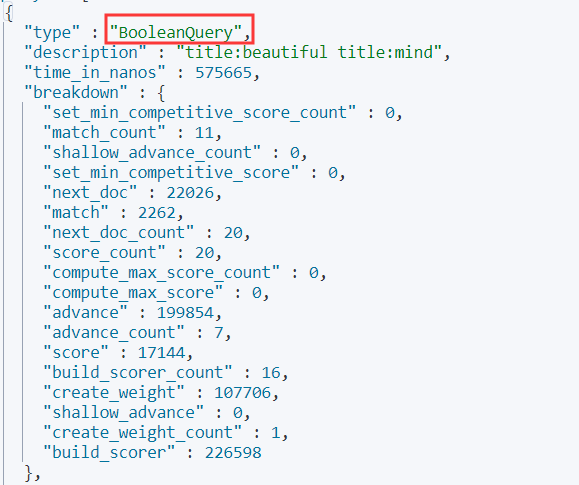 {
"type" : "BooleanQuery",
"description" : "title:beautiful title:mind",
"time_in_nanos" : 575665,
"breakdown" : {
"set_min_competitive_score_count" : 0,
"match_count" : 11,
"shallow_advance_count" : 0,
"set_min_competitive_score" : 0,
"next_doc" : 22026,
"match" : 2262,
"next_doc_count" : 20,
"score_count" : 20,
"compute_max_score_count" : 0,
"compute_max_score" : 0,
"advance" : 199854,
"advance_count" : 7,
"score" : 17144,
"build_scorer_count" : 16,
"create_weight" : 107706,
"shallow_advance" : 0,
"create_weight_count" : 1,
"build_scorer" : 226598
},